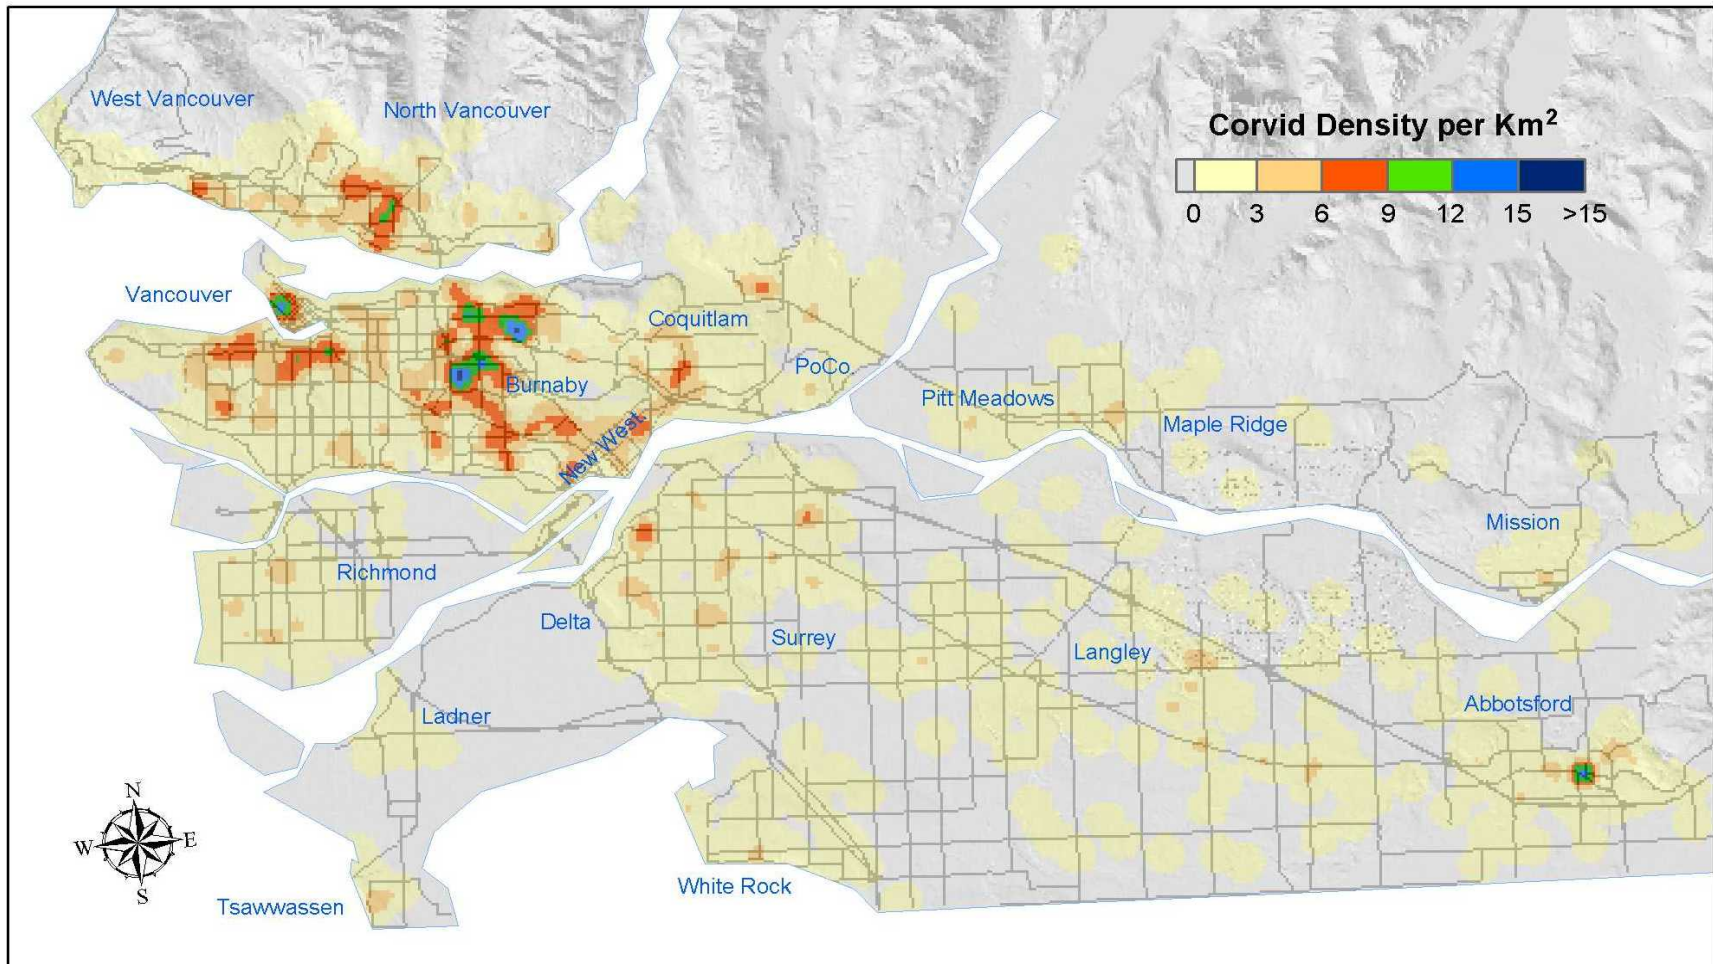 West Vancouver
North Vancouver
Corvid Density per Km²
0 3 6 9 12 15 >15
Vancouver
Coquitlam
PoCo.
Burnaby
Pitt Meadows
Maple Ridge
New West.
Mission
Richmond
Delta
Surrey
Langley
Abbotsford
Ladner
N
W E
S
White Rock
Tsawwassen